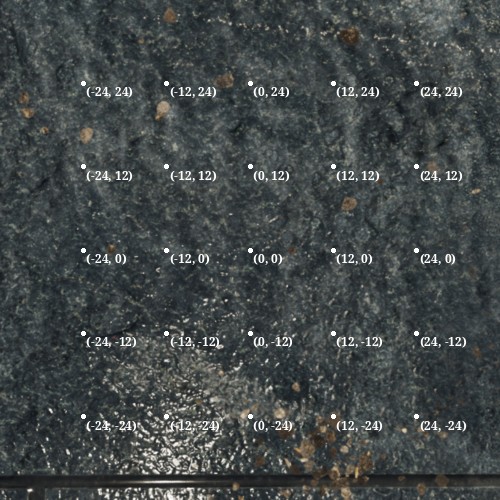 (-24, 24) (-12, 24) (0, 24) (12, 24) (24, 24)
(-24, 12) (-12, 12) (0, 12) (12, 12) (24, 12)
(-24, 0) (-12, 0) (0, 0) (12, 0) (24, 0)
(-24, -12) (-12, -12) (0, -12) (12, -12) (24, -12)
(-24, -24) (-12, -24) (0, -24) (12, -24) (24, -24)